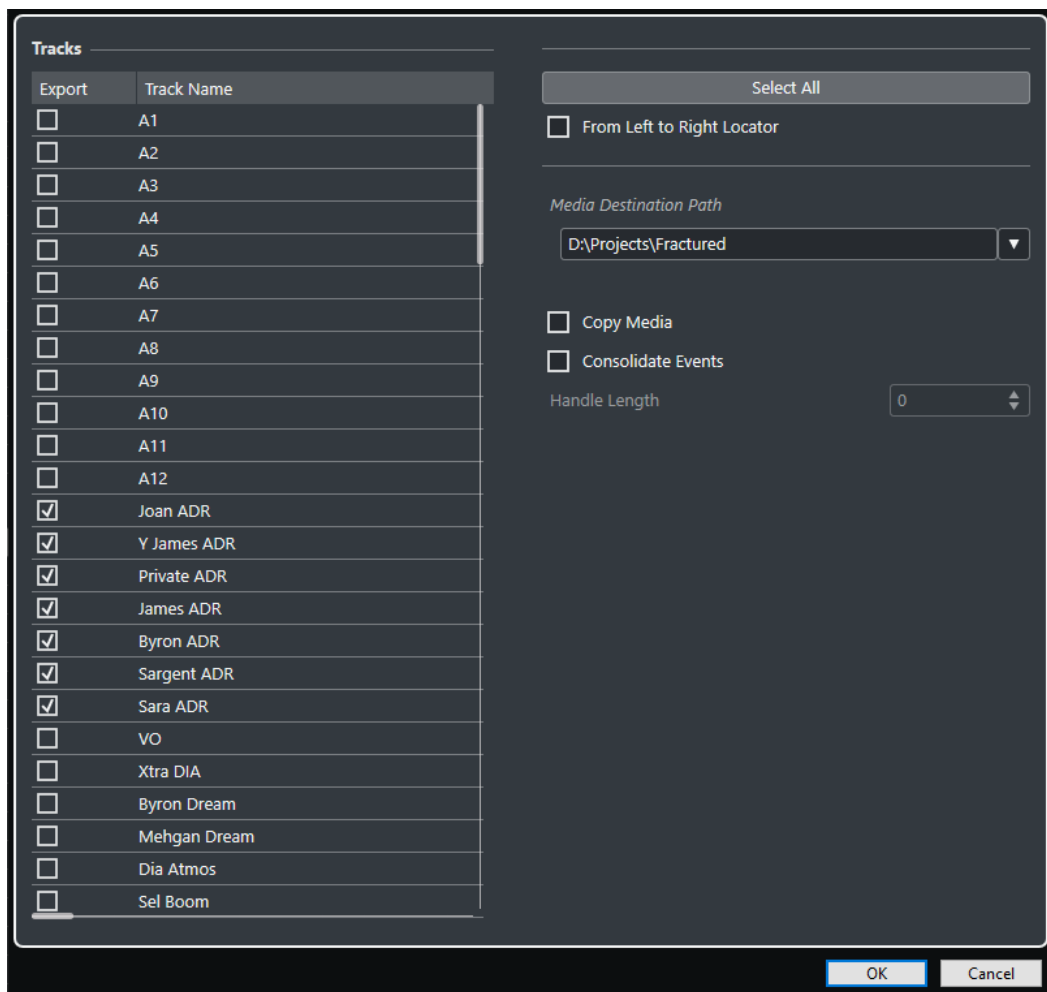 Tracks
Export Track Name
A1
A2
A3
A4
A5
A6
A7
A8
A9
A10
A11
A12
Joan ADR
Y James ADR
Private ADR
James ADR
Byron ADR
Sargent ADR
Sara ADR
VO
Xtra DIA
Byron Dream
Mehgan Dream
Dia Atmos
Sel Boom
Select All
From Left to Right Locator
Media Destination Path
D:\Projects\Fractured
Copy Media
Consolidate Events
Handle Length 0
OK Cancel